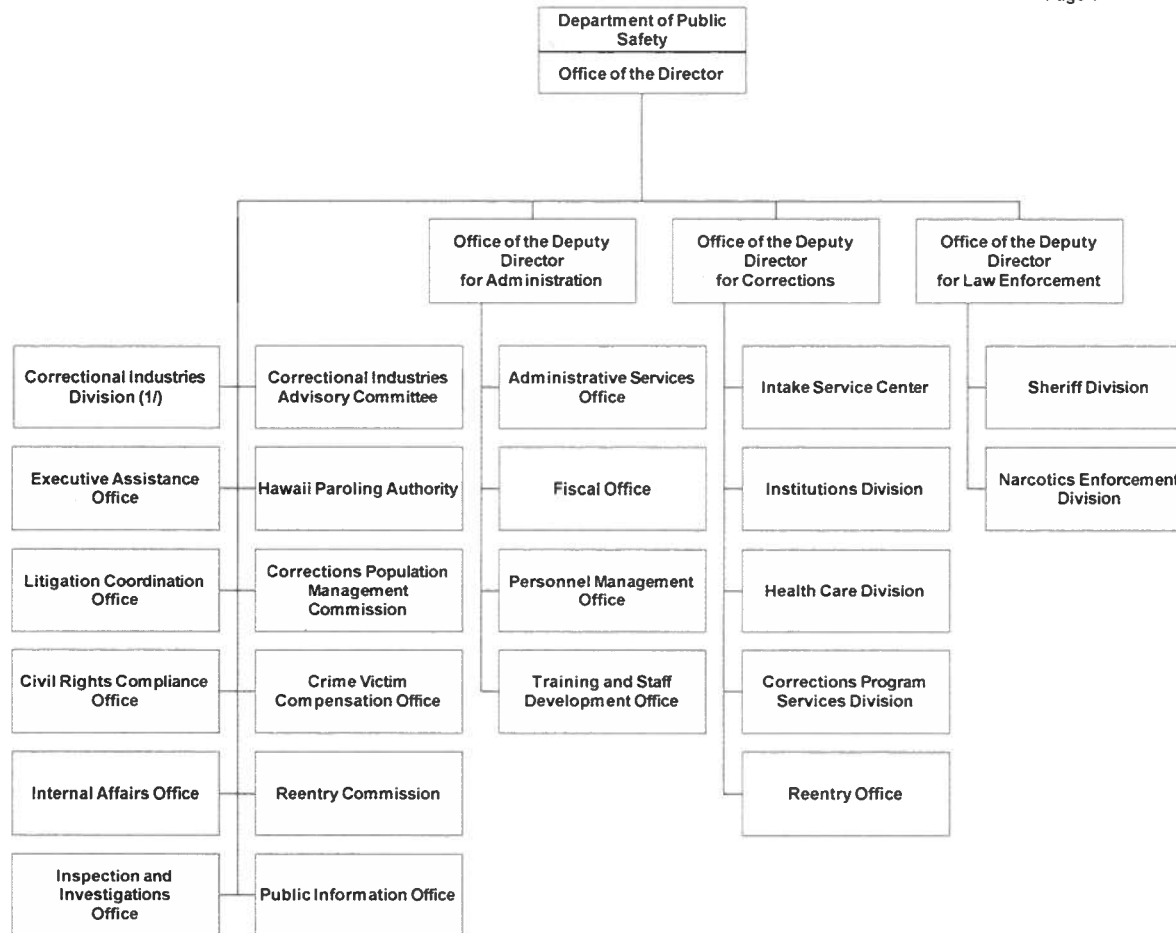 Department of Public
Safety
Office of the Director
Office of the Deputy
Director
for Administration
Office of the Deputy
Director
for Corrections
Office of the Deputy
Director
for Law Enforcement
Correctional Industries
Division (1/)
Correctional Industries
Advisory Committee
Administrative Services
Office
Intake Service Center
Sheriff Division
Executive Assistance
Office
Hawaii Paroling Authority
Fiscal Office
Institutions Division
Narcotics Enforcement
Division
Litigation Coordination
Office
Corrections Population
Management
Commission
Personnel Management
Office
Health Care Division
Civil Rights Compliance
Office
Crime Victim
Compensation Office
Training and Staff
Development Office
Corrections Program
Services Division
Internal Affairs Office
Reentry Commission
Reentry Office
Inspection and
Investigations
Office
Public Information Office